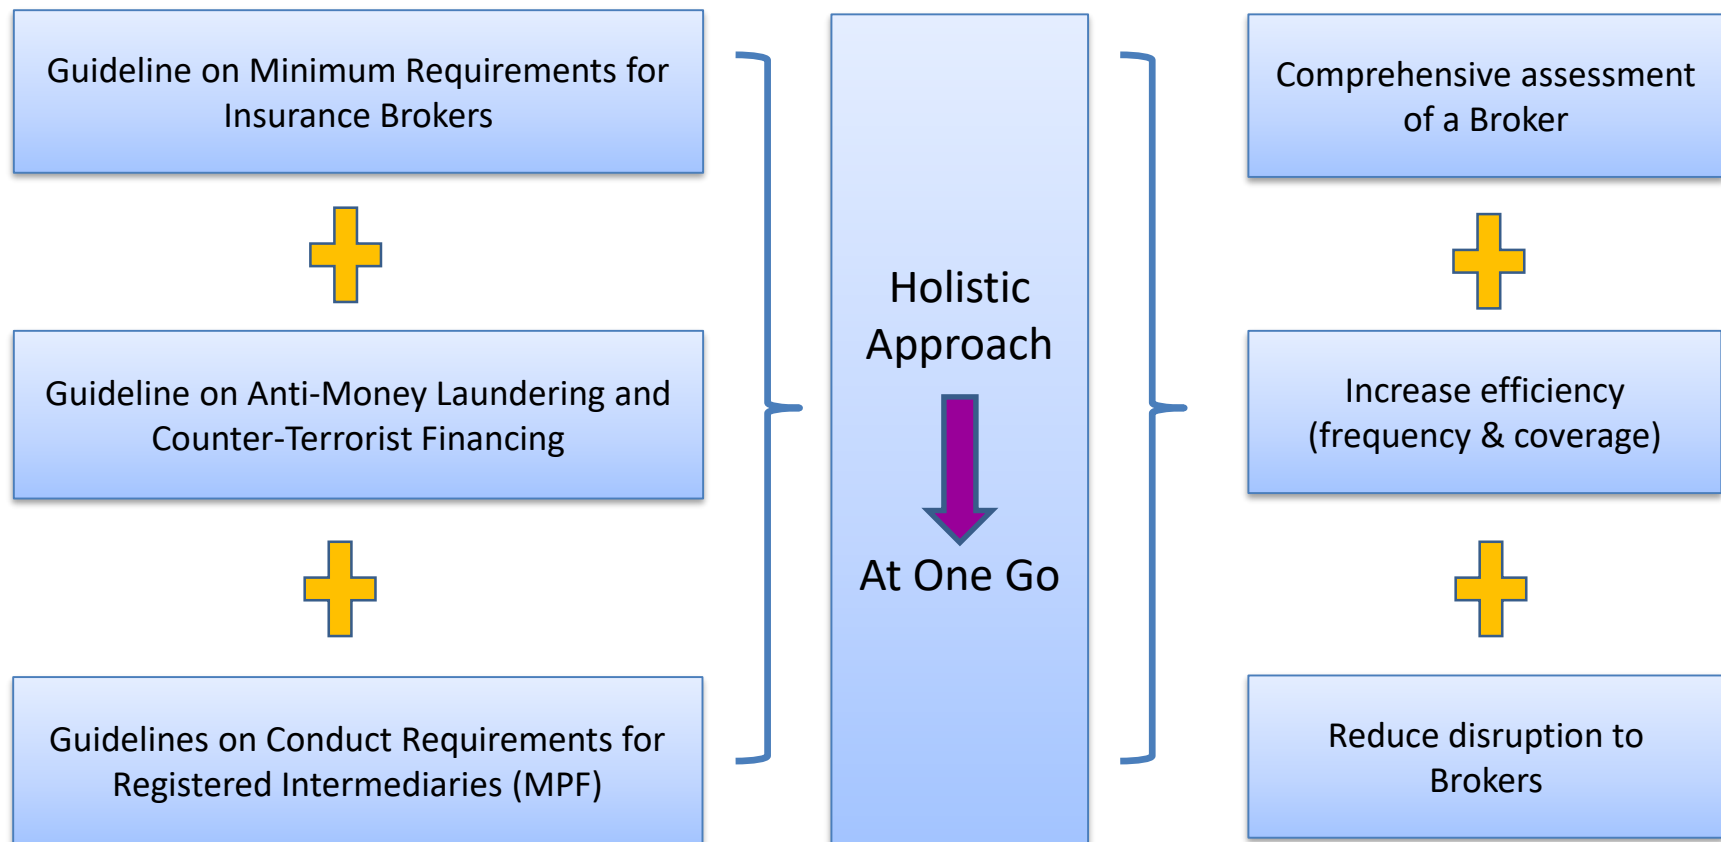 Guideline on Minimum Requirements for
Insurance Brokers
Guideline on Anti-Money Laundering and
Counter-Terrorist Financing
Guidelines on Conduct Requirements for
Registered Intermediaries (MPF)
Holistic
Approach
At One Go
Comprehensive assessment
of a Broker
Increase efficiency
(frequency & coverage)
Reduce disruption to
Brokers